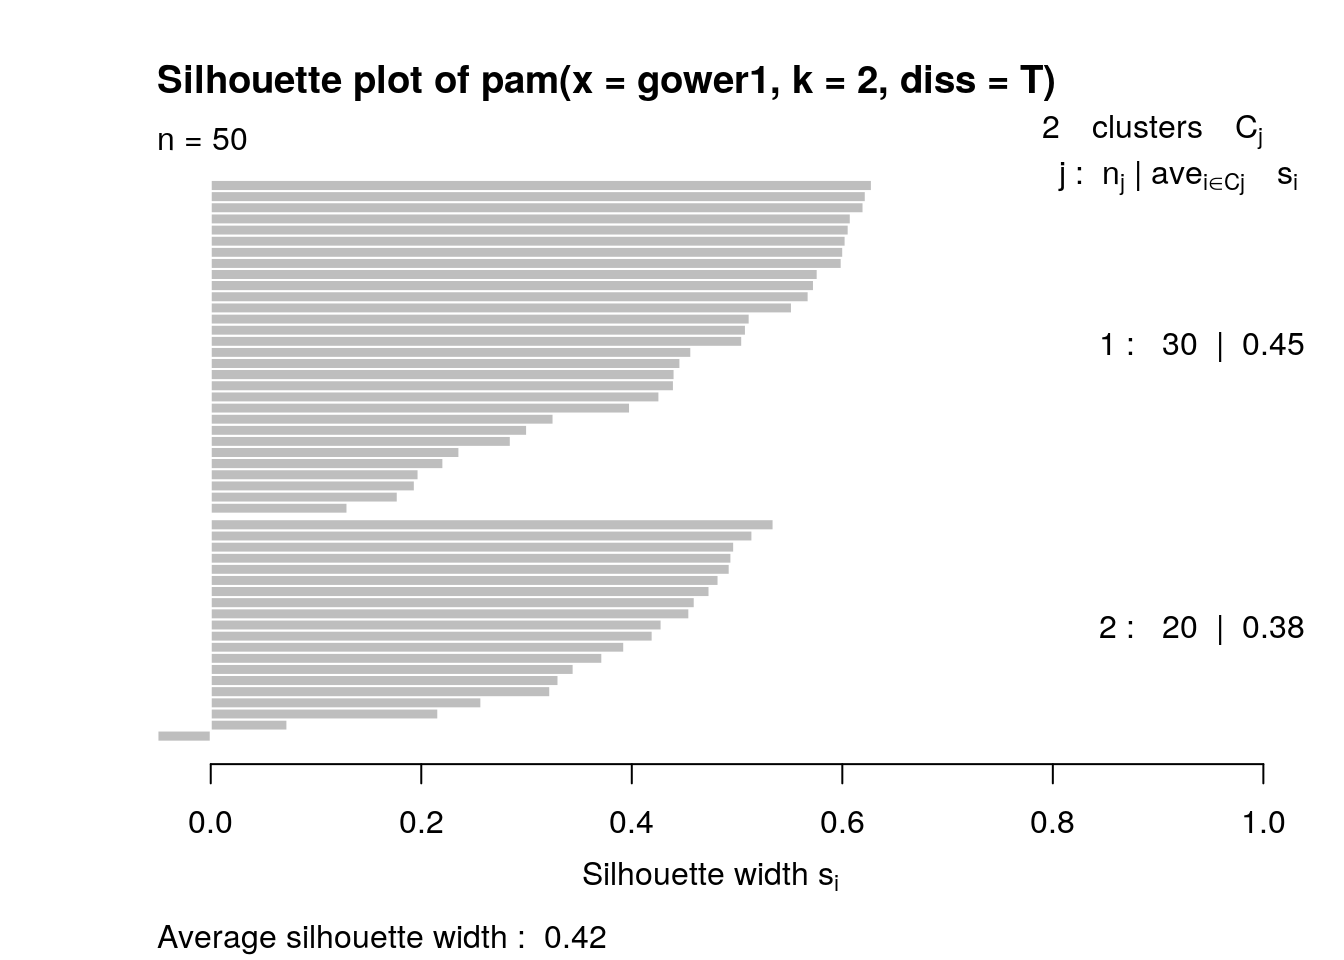 Silhouette plot of pam(x = gower1, k = 2, diss = T)
n = 50
2 clusters Cj
j : nj | avei∈Cj si
1 : 30 | 0.45
2 : 20 | 0.38
0.0 0.2 0.4 0.6 0.8 1.0
Silhouette width si
Average silhouette width : 0.42